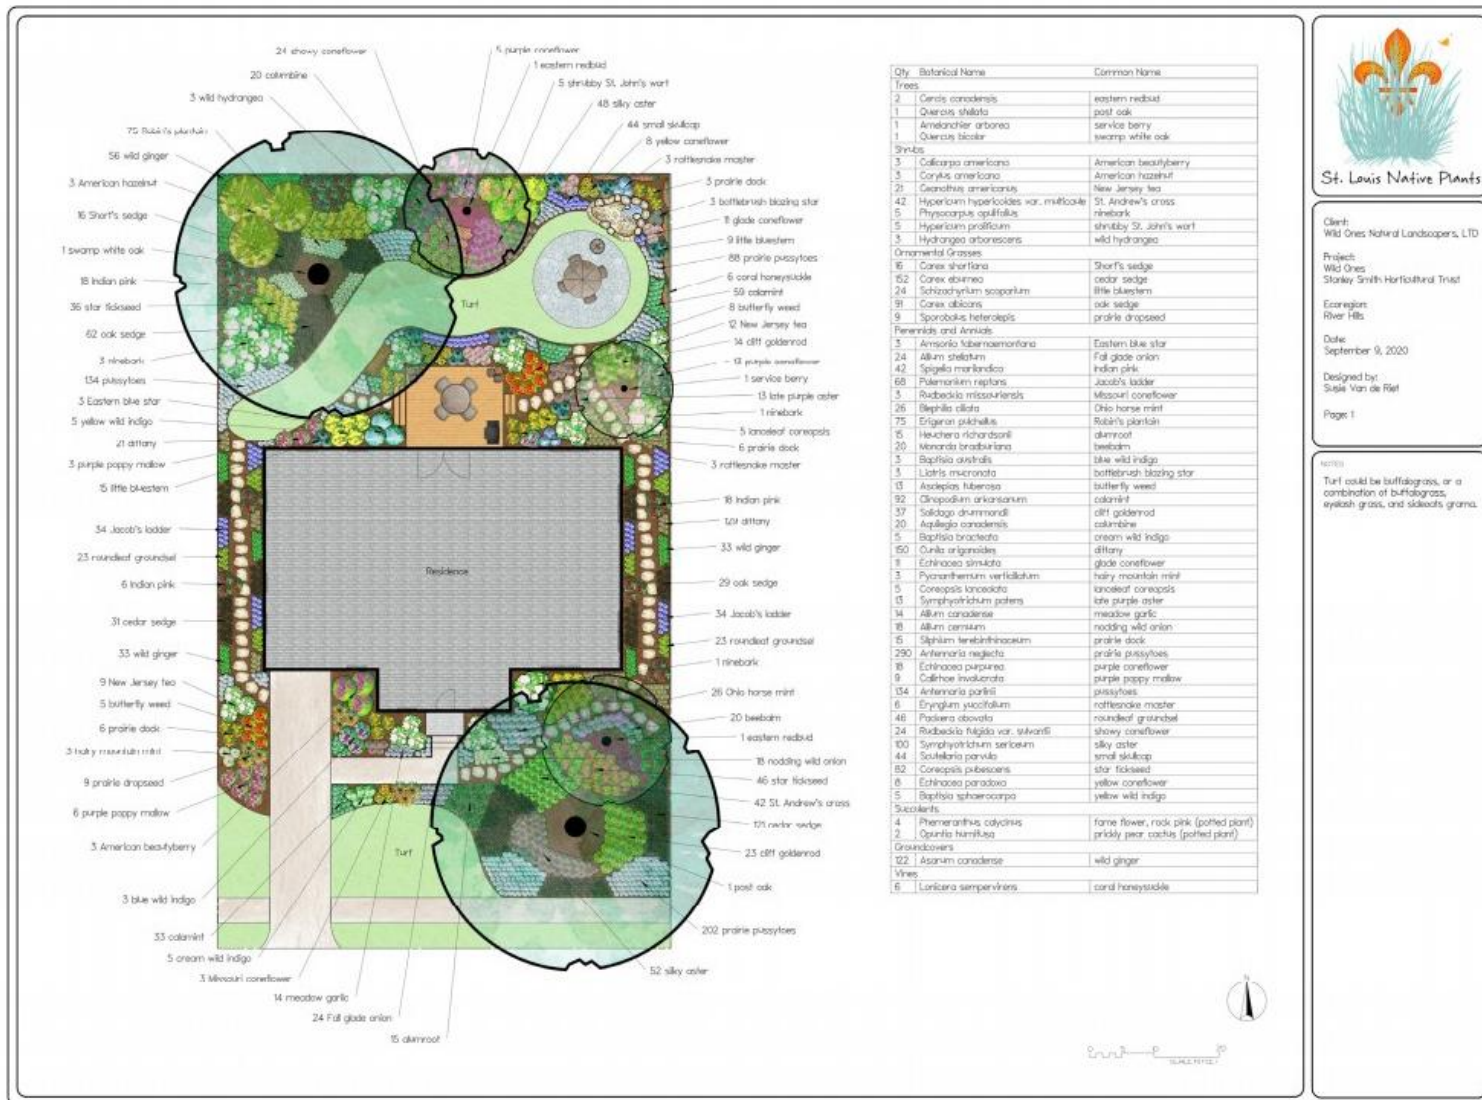 24 showy coneflower
20 columbine
3 wild hydrangea
75 Robin's plantain
56 wild ginger
3 American hazelnut
16 Short's sedge
1 swamp white oak
18 Indian pink
36 star tickseed
62 oak sedge
3 ninebark
134 pussytoes
3 Eastern blue star
5 yellow wild indigo
21 dittany
3 purple poppy mallow
15 little bluestem
34 Jacob's ladder
23 roundleaf groundsel
6 Indian pink
31 cedar sedge
33 wild ginger
9 New Jersey tea
5 butterfly weed
6 prairie dock
3 hairy mountain mint
9 prairie dropseed
6 purple poppy mallow
3 American beautyberry
3 blue wild indigo
33 calamint
5 cream wild indigo
3 Missouri coneflower
14 meadow garlic
24 Fall glade onion
15 alumroot
5 purple coneflower
1 eastern redbud
5 shrubby St. John's wort
48 silky aster
44 small skullcap
8 yellow coneflower
3 rattlesnake master
3 prairie dock
3 bottlebrush blazing star
11 glade coneflower
9 little bluestem
88 prairie pussytoes
6 coral honeysuckle
59 calamint
8 butterfly weed
12 New Jersey tea
14 cliff goldenrod
13 purple coneflower
1 service berry
13 late purple aster
1 ninebark
5 lanceleaf coreopsis
6 prairie dock
3 rattlesnake master
18 Indian pink
129 dittany
33 wild ginger
29 oak sedge
34 Jacob's ladder
23 roundleaf groundsel
1 ninebark
26 Ohio horse mint
20 beebalm
1 eastern redbud
18 nodding wild onion
46 star tickseed
42 St. Andrew's cross
121 cedar sedge
23 cliff goldenrod
1 post oak
202 prairie pussytoes
52 silky aster
Turf
Residence
Turf
Qty Botanical Name Common Name
Trees
2 Cercis canadensis eastern redbud
1 Quercus stellata post oak
1 Amelanchier arborea service berry
1 Quercus bicolor swamp white oak
Shrubs
3 Callicarpa americana American beautyberry
3 Corylus americana American hazelnut
21 Ceanothus americanus New Jersey tea
42 Hypericum hypericoides var. multicaule St. Andrew's cross
5 Physocarpus opulifolius ninebark
5 Hypericum prolificum shrubby St. John's wort
3 Hydrangea arborescens wild hydrangea
Ornamental Grasses
16 Carex shortiana Short's sedge
152 Carex eburnea cedar sedge
24 Schizachyrium scoparium little bluestem
91 Carex albicans oak sedge
9 Sporobolus heterolepis prairie dropseed
Perennials and Annuals
3 Amsonia tabernaemontana Eastern blue star
24 Allium stellatum Fall glade onion
42 Spigelia marilandica Indian pink
68 Polemonium reptans Jacob's ladder
3 Rudbeckia missouriensis Missouri coneflower
26 Blephilia ciliata Ohio horse mint
75 Erigeron pulchellus Robin's plantain
15 Heuchera richardsonii alumroot
20 Monarda bradburiana beebalm
3 Baptisia australis blue wild indigo
3 Liatris mucronata bottlebrush blazing star
13 Asclepias tuberosa butterfly weed
92 Clinopodium arkansanum calamint
37 Solidago drummondii cliff goldenrod
20 Aquilegia canadensis columbine
5 Baptisia bracteata cream wild indigo
150 Cunila origanoides dittany
11 Echinacea simulata glade coneflower
3 Pycnanthemum verticillatum hairy mountain mint
5 Coreopsis lanceolata lanceleaf coreopsis
13 Symphyotrichum patens late purple aster
14 Allium canadense meadow garlic
18 Allium cernuum nodding wild onion
15 Silphium terebinthinaceum prairie dock
290 Antennaria neglecta prairie pussytoes
18 Echinacea purpurea purple coneflower
9 Callirhoe involucrata purple poppy mallow
134 Antennaria parlinii pussytoes
6 Eryngium yuccifolium rattlesnake master
46 Packera obovata roundleaf groundsel
24 Rudbeckia fulgida var. sulivantii showy coneflower
100 Symphyotrichum sericeum silky aster
44 Scutellaria parvula small skullcap
82 Coreopsis pubescens star tickseed
8 Echinacea paradoxa yellow coneflower
5 Baptisia sphaerocarpa yellow wild indigo
Succulents
4 Phemeranthus calycinus fame flower, rock pink (potted plant)
2 Opuntia humifusa prickly pear cactus (potted plant)
Groundcovers
122 Asarum canadense wild ginger
Vines
6 Lonicera sempervirens coral honeysuckle
N
St. Louis Native Plants
Client:
Wild Ones Natural Landscapers, LTD
Project:
Wild Ones
Stanley Smith Horticultural Trust
Ecoregion:
River Hills
Date:
September 9, 2020
Designed by:
Susie Van de Riet
Page: 1
NOTES
Turf could be buffalograss, or a
combination of buffalograss,
eyelash grass, and sideoats grama.